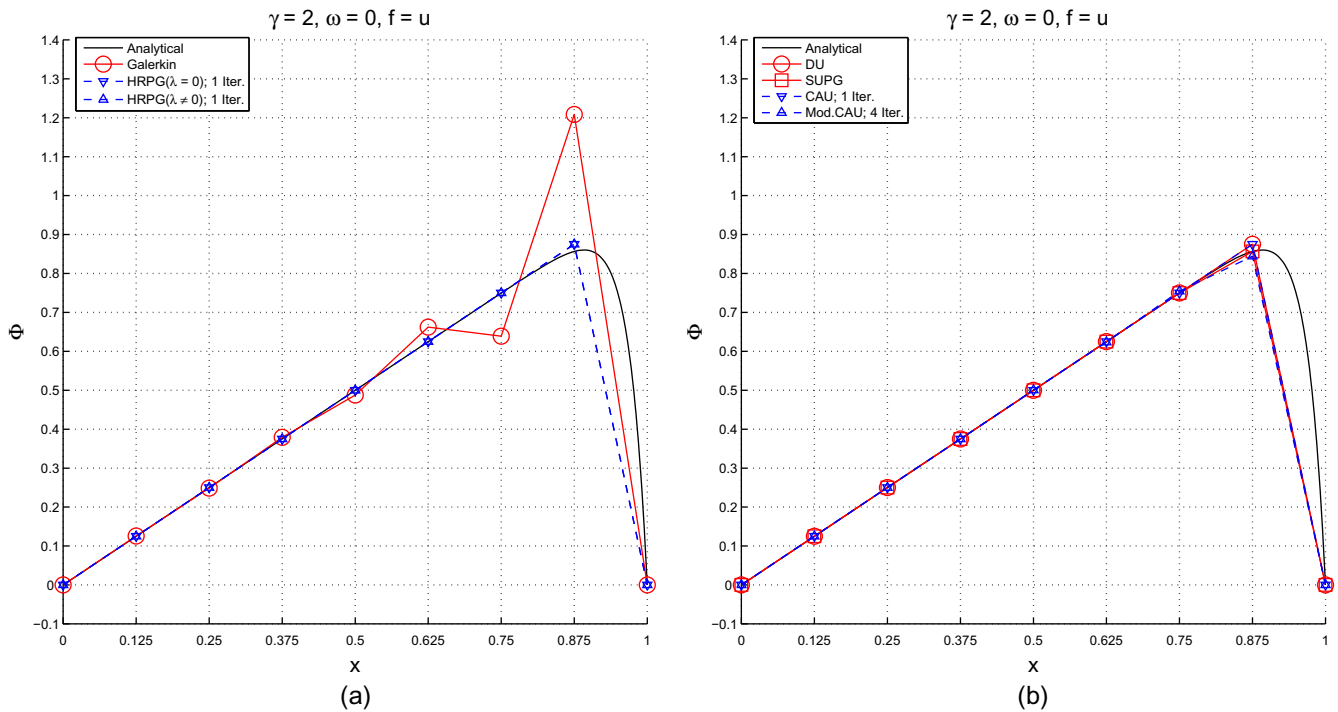 γ = 2, ω = 0, f = u
Analytical
Galerkin
HRPG(λ = 0); 1 Iter.
HRPG(λ ≠ 0); 1 Iter.
1.4
1.3
1.2
1.1
1
0.9
0.8
0.7
0.6
0.5
0.4
0.3
0.2
0.1
0
−0.1
Φ
0 0.125 0.25 0.375 0.5 0.625 0.75 0.875 1
x
(a)
γ = 2, ω = 0, f = u
Analytical
DU
SUPG
CAU; 1 Iter.
Mod.CAU; 4 Iter.
1.4
1.3
1.2
1.1
1
0.9
0.8
0.7
0.6
0.5
0.4
0.3
0.2
0.1
0
−0.1
Φ
0 0.125 0.25 0.375 0.5 0.625 0.75 0.875 1
x
(b)